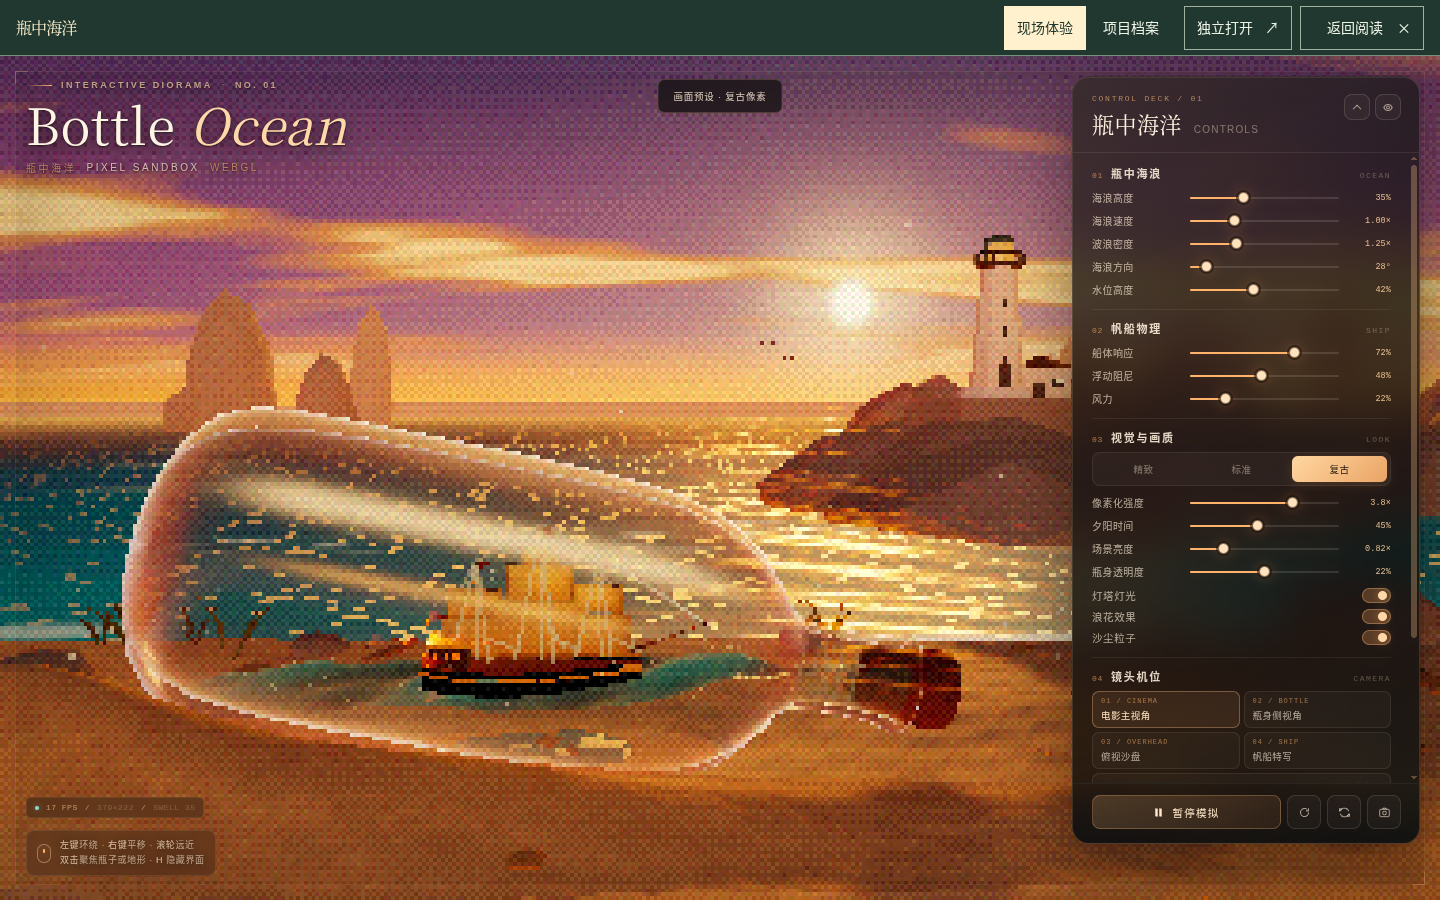 瓶中海洋
现场体验
项目档案
独立打开 ↗
返回阅读 ×
INTERACTIVE DIORAMA · NO. 01
Bottle Ocean
瓶中海洋 PIXEL SANDBOX WEBGL
画面预设 · 复古像素
CONTROL DECK / 01
瓶中海洋 CONTROLS
01 瓶中海浪 OCEAN
海浪高度 35%
海浪速度 1.00×
波浪密度 1.25×
海浪方向 28°
水位高度 42%
02 帆船物理 SHIP
船体响应 72%
浮动阻尼 48%
风力 22%
03 视觉与画质 LOOK
精致 标准 复古
像素化强度 3.8×
夕阳时间 45%
场景亮度 0.82×
瓶身透明度 22%
灯塔灯光
浪花效果
沙尘粒子
04 镜头机位 CAMERA
01 / CINEMA
电影主视角
02 / BOTTLE
瓶身侧视角
03 / OVERHEAD
俯视沙盘
04 / SHIP
帆船特写
暂停模拟
17 FPS / 379×222 / SWELL 35
左键环绕 · 右键平移 · 滚轮远近
双击聚焦瓶子或地形 · H 隐藏界面